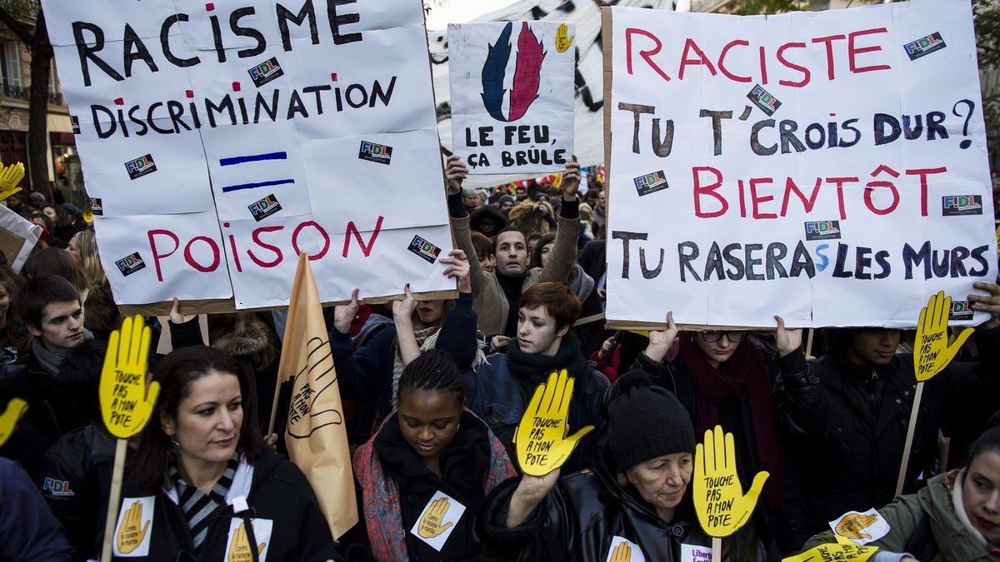 RACISME
DISCRIMINATION
=
POISON
LE FEU,
ÇA BRÛLE
RACISTE
TU T'CROIS DUR?
BIENTÔT
TU RASERAS LES MURS
FIDL
FIDL
FIDL
FIDL
FIDL
FIDL
FIDL
FIDL
FIDL
FIDL
FIDL
TOUCHE
PAS A
MON
POTE
TOUCHE
PAS A
MON
POTE
TOUCHE
PAS A
MON
POTE
TOUCHE
PAS A
MON
POTE
TOUCHE
PAS A
MON
POTE